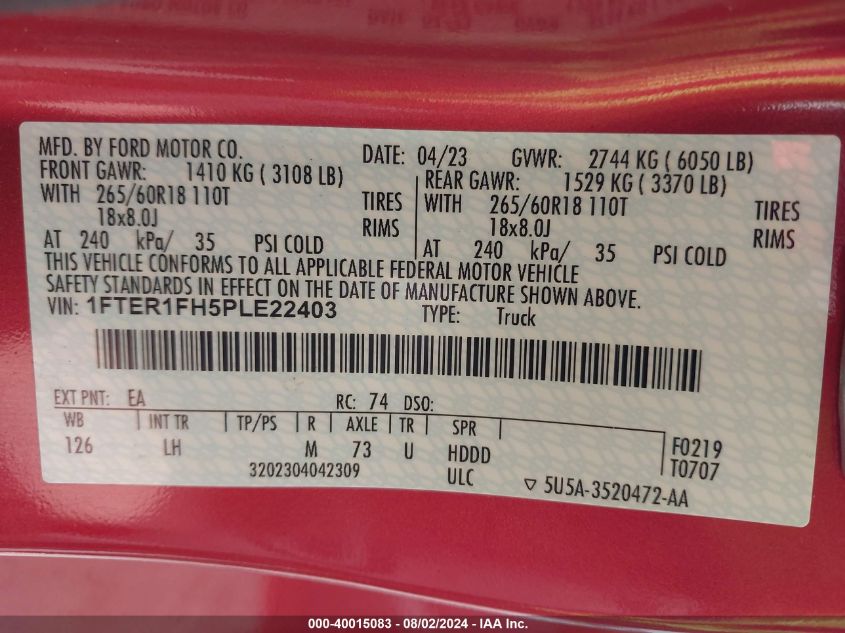 MFD. BY FORD MOTOR CO.
DATE: 04/23 GVWR: 2744 KG ( 6050 LB)
FRONT GAWR: 1410 KG ( 3108 LB)
REAR GAWR: 1529 KG ( 3370 LB)
WITH 265/60R18 110T TIRES
WITH 265/60R18 110T TIRES
18x8.0J RIMS
18x8.0J RIMS
AT 240 kPa/ 35 PSI COLD
AT 240 kPa/ 35 PSI COLD
THIS VEHICLE CONFORMS TO ALL APPLICABLE FEDERAL MOTOR VEHICLE
SAFETY STANDARDS IN EFFECT ON THE DATE OF MANUFACTURE SHOWN ABOVE.
VIN: 1FTER1FH5PLE22403 TYPE: Truck
EXT PNT: EA RC: 74 DSO:
WB INT TR TP/PS R AXLE TR SPR
126 LH M 73 U HDDD
F0219
T0707
3202304042309 ULC
5U5A-3520472-AA
000-40015083 - 08/02/2024 - IAA Inc.